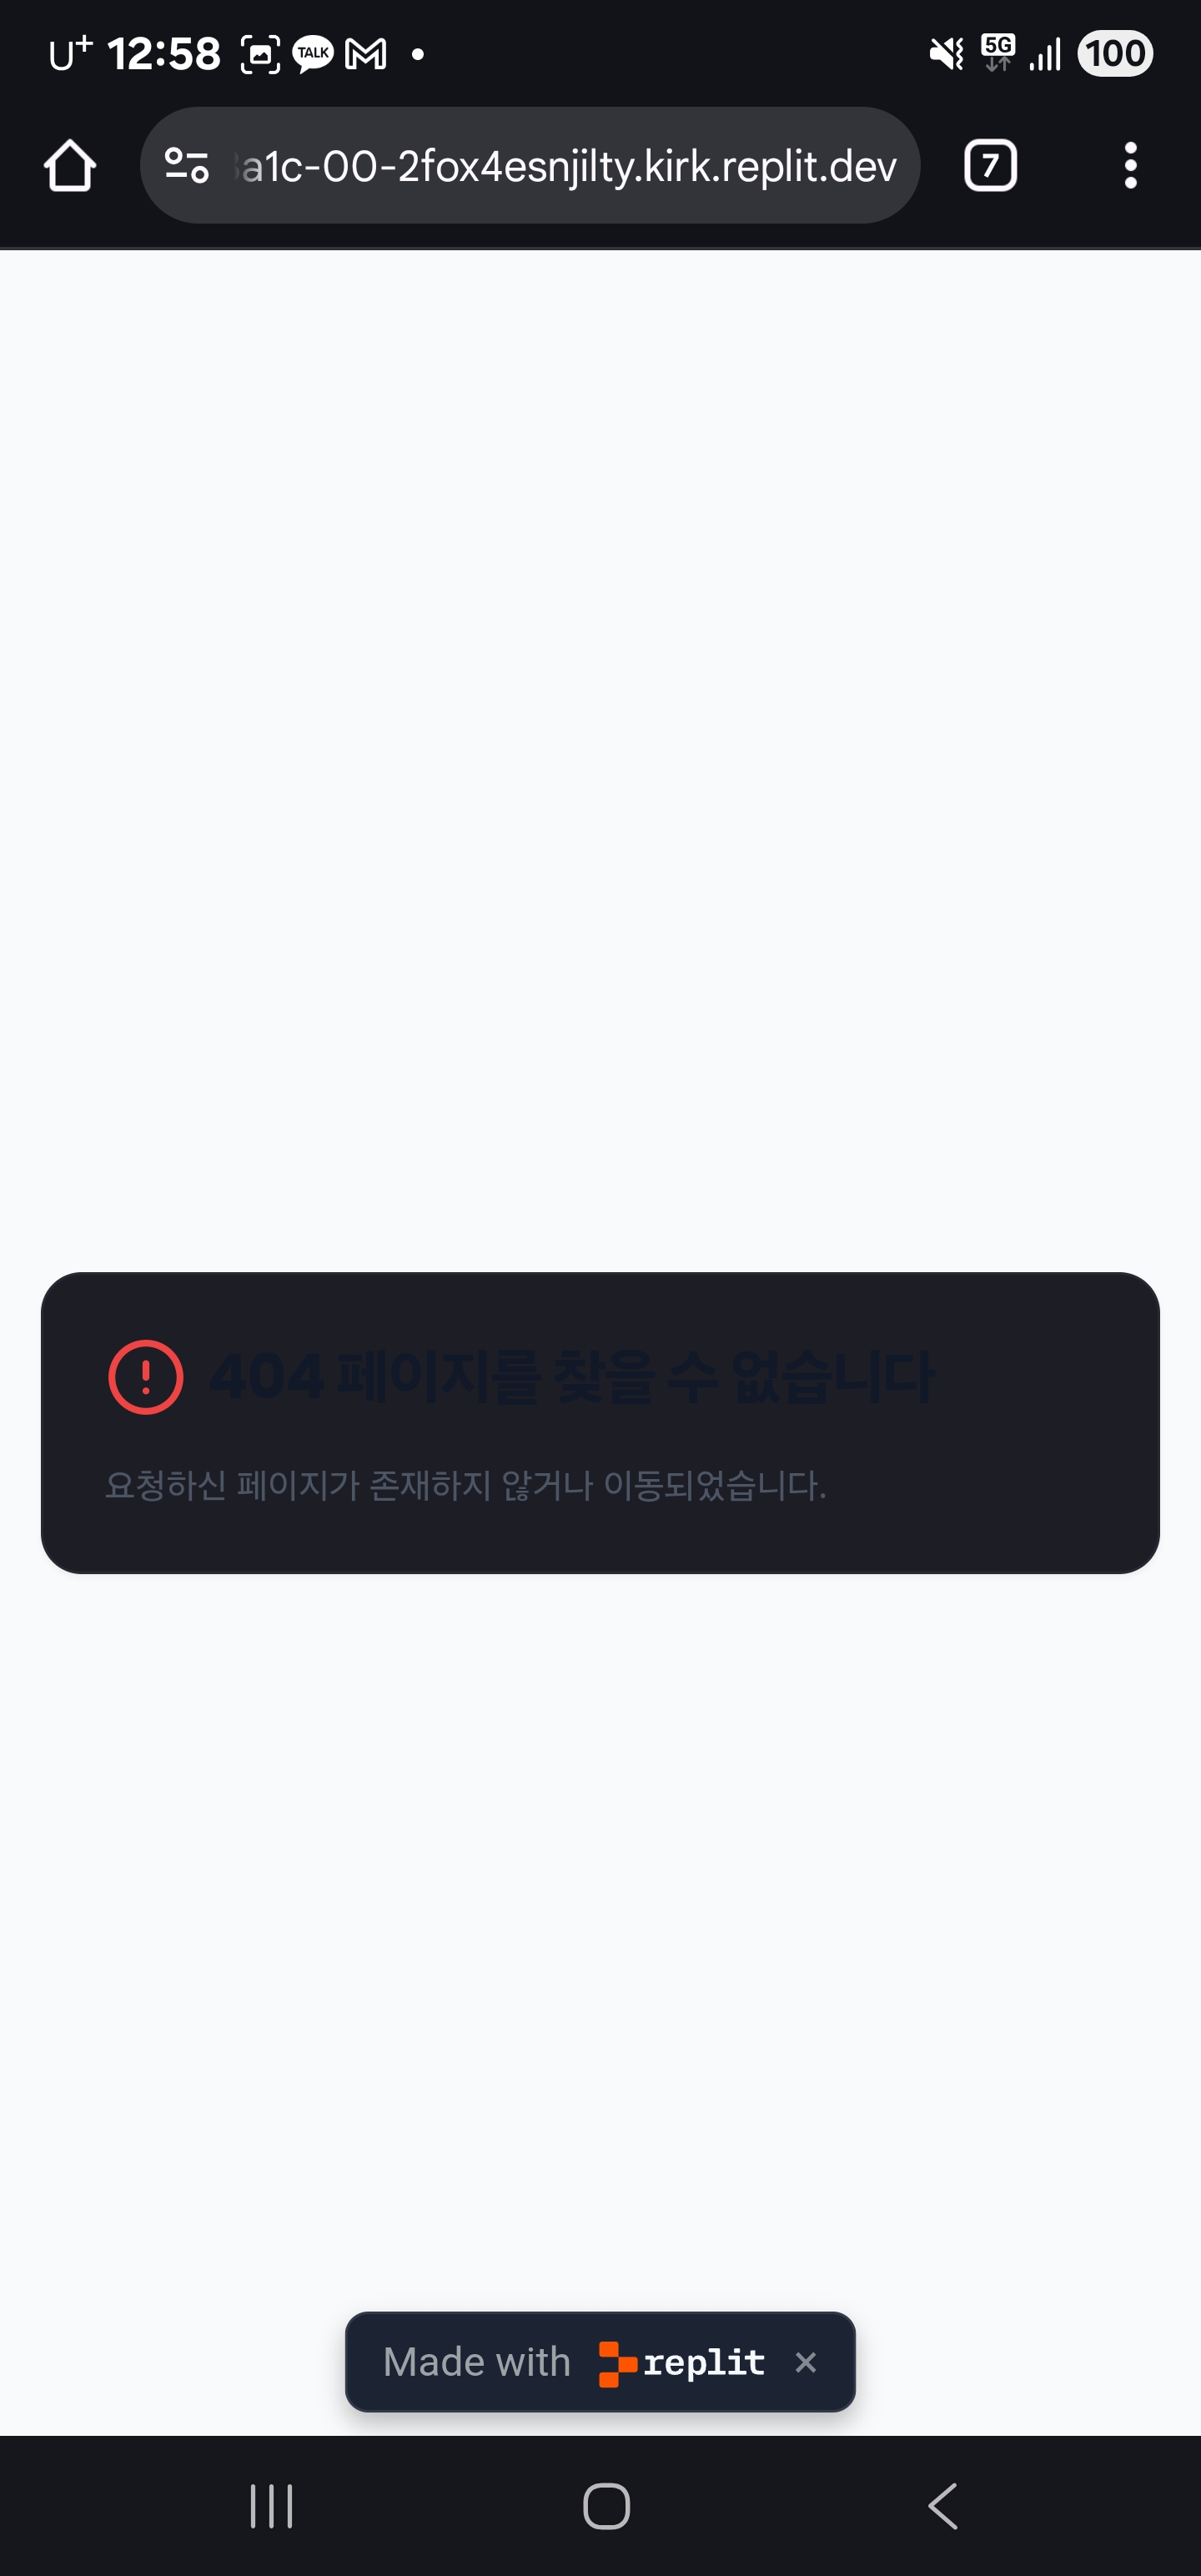 U+ 12:58 TALK 5G 100
a1c-00-2fox4esnjilty.kirk.replit.dev 7
404 페이지를 찾을 수 없습니다
요청하신 페이지가 존재하지 않거나 이동되었습니다.
Made with replit ×